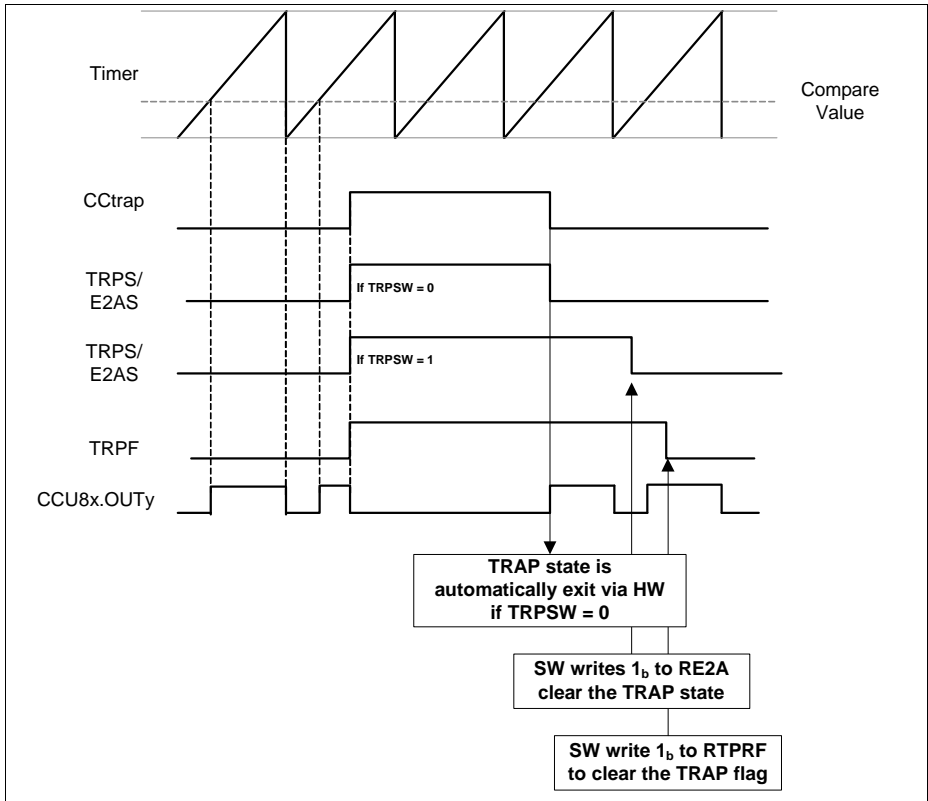 Timer
Compare
Value
CCtrap
TRPS/
E2AS
If TRPSW = 0
TRPS/
E2AS
If TRPSW = 1
TRPF
CCU8x.OUTy
TRAP state is
automatically exit via HW
if TRPSW = 0
SW writes 1b to RE2A
clear the TRAP state
SW write 1b to RTPRF
to clear the TRAP flag